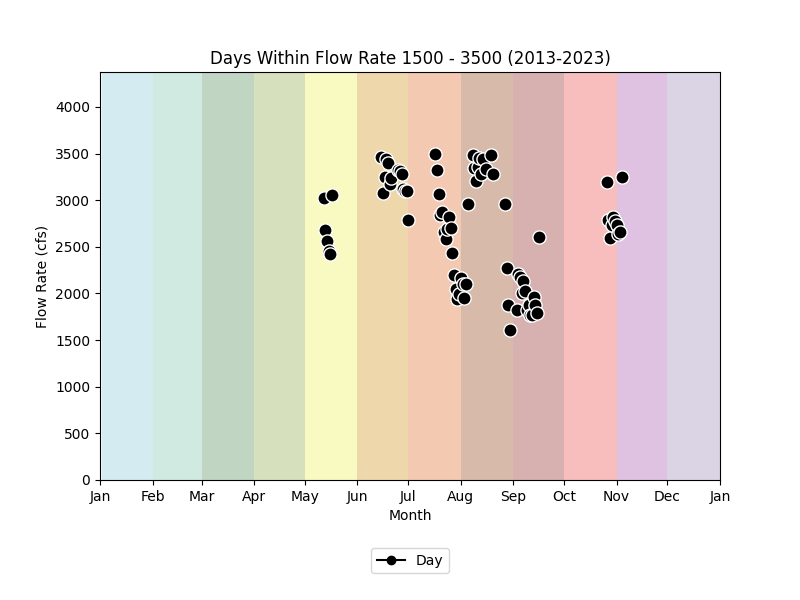 Days Within Flow Rate 1500 - 3500 (2013-2023)
4000
3500
3000
2500
2000
1500
1000
500
0
Flow Rate (cfs)
Jan Feb Mar Apr May Jun Jul Aug Sep Oct Nov Dec Jan
Month
Day